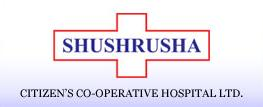 SHUSHRUSHA
CITIZEN'S CO-OPERATIVE HOSPITAL LTD.